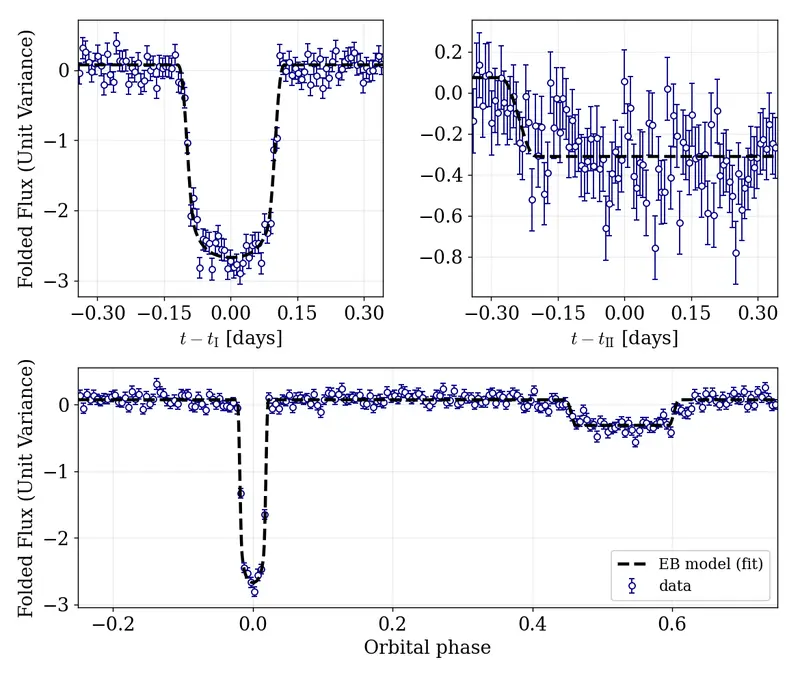 Folded Flux (Unit Variance)
0
−1
−2
−3
−0.30 −0.15 0.00 0.15 0.30
t − t_I [days]
0.2
0.0
−0.2
−0.4
−0.6
−0.8
−0.30 −0.15 0.00 0.15 0.30
t − t_II [days]
Folded Flux (Unit Variance)
0
−1
−2
−3
−0.2 0.0 0.2 0.4 0.6
Orbital phase
EB model (fit)
data